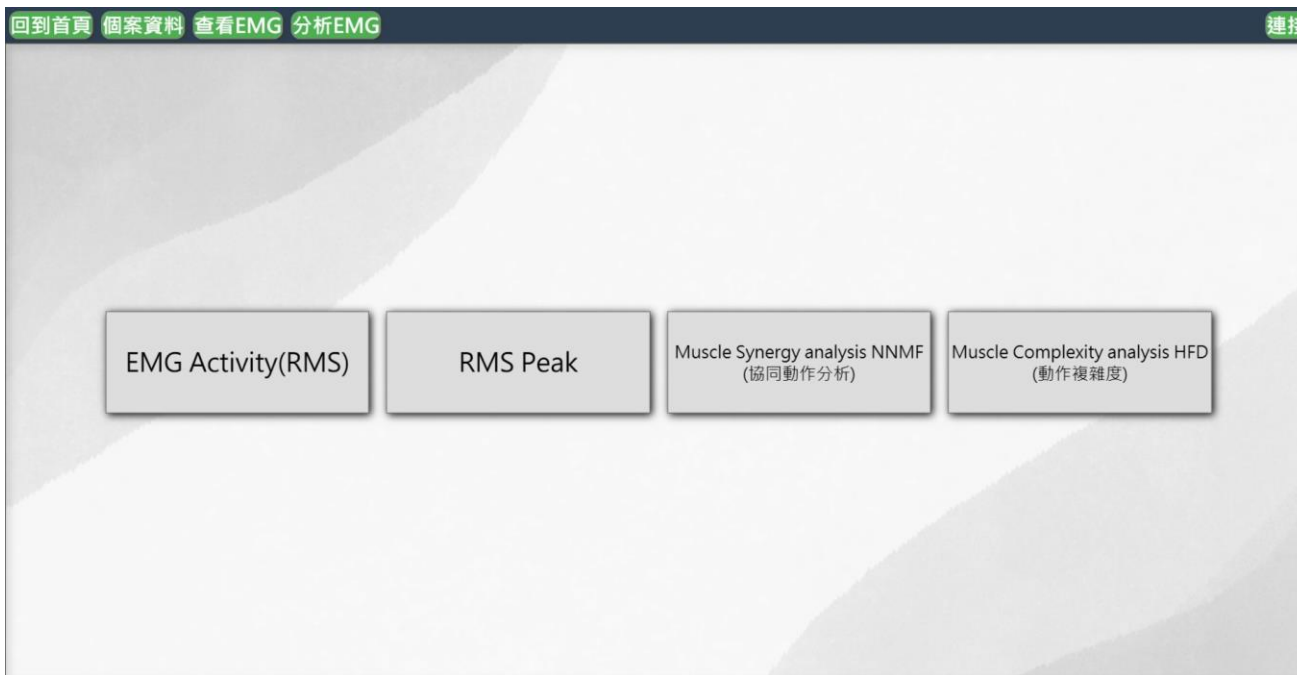 回到首頁 個案資料 查看EMG 分析EMG
連
EMG Activity(RMS)
RMS Peak
Muscle Synergy analysis NNMF
(協同動作分析)
Muscle Complexity analysis HFD
(動作複雜度)